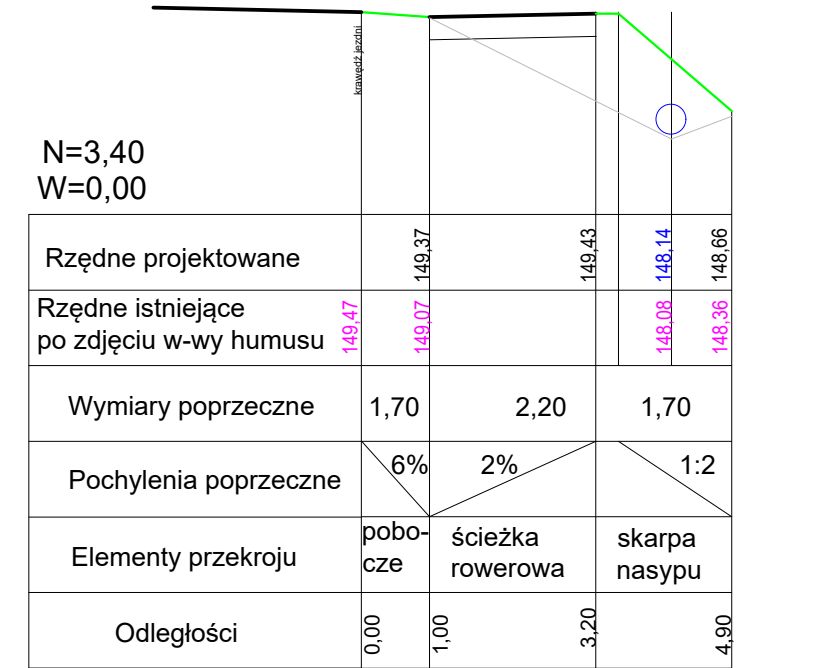 krawędź jezdni
N=3,40
W=0,00
Rzędne projektowane
149,37
149,43
148,14
148,66
Rzędne istniejące
po zdjęciu w-wy humusu
149,47
149,07
148,08
148,36
Wymiary poprzeczne
1,70
2,20
1,70
Pochylenia poprzeczne
6%
2%
1:2
Elementy przekroju
pobo-
cze
ścieżka
rowerowa
skarpa
nasypu
Odległości
0,00
1,00
3,20
4,90